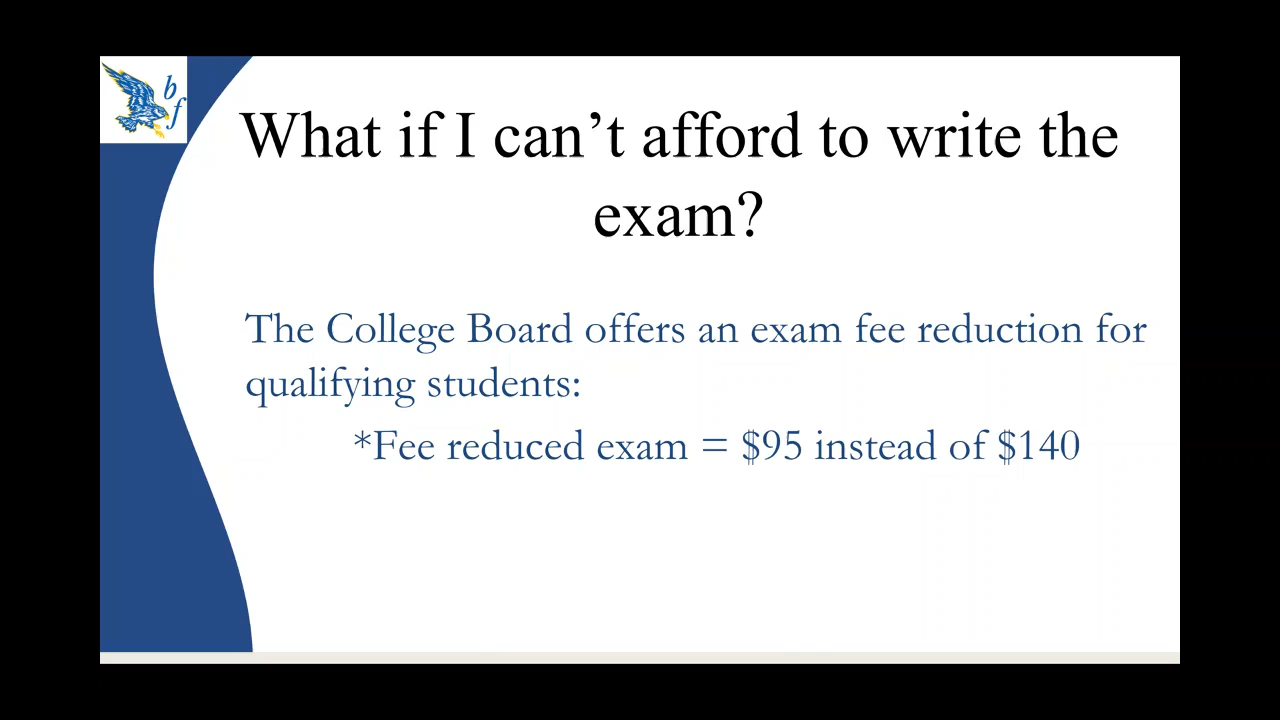 b
f
What if I can’t afford to write the
exam?
The College Board offers an exam fee reduction for
qualifying students:
*Fee reduced exam = $95 instead of $140